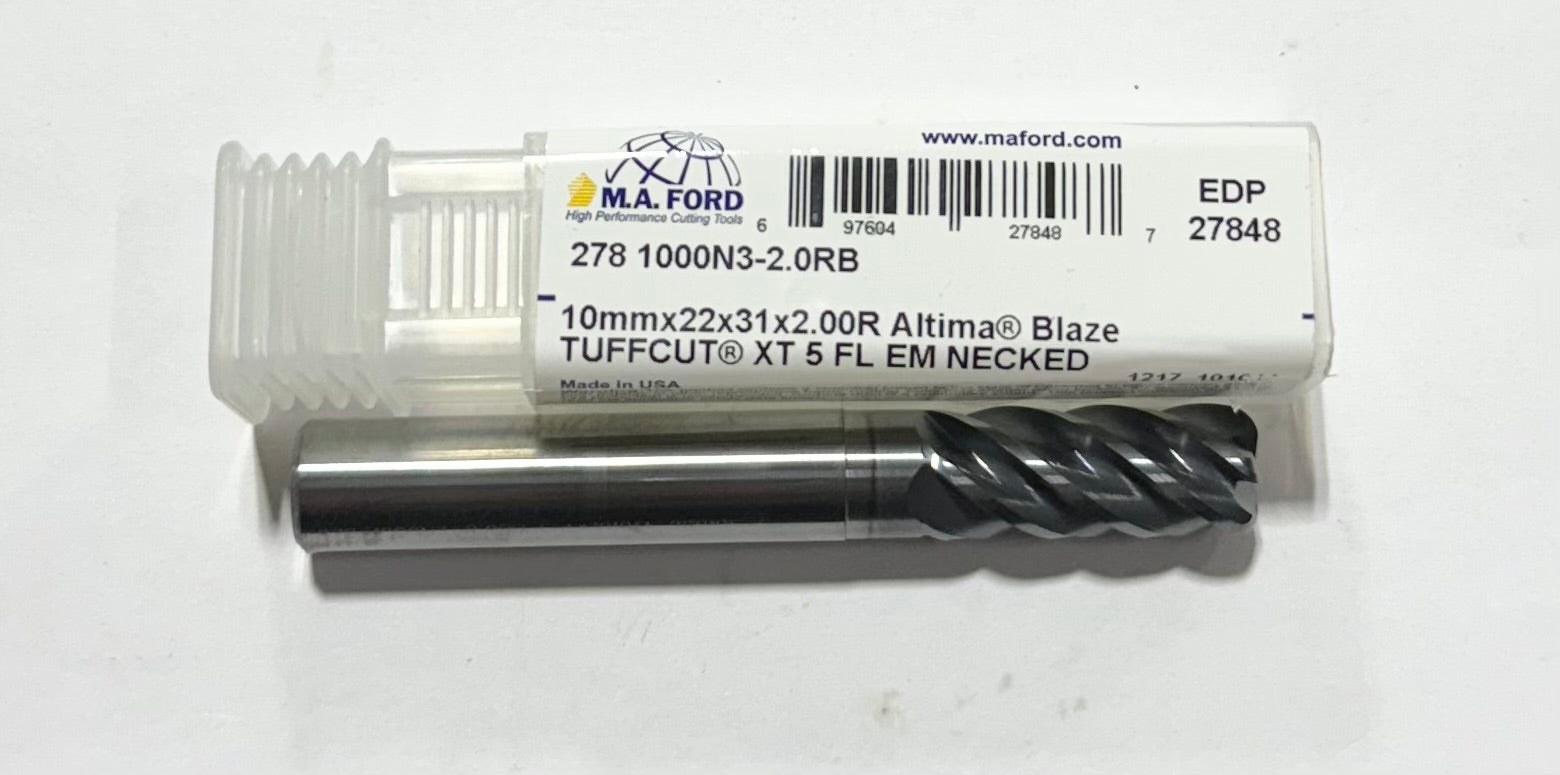 www.maford.com
M.A. FORD
High Performance Cutting Tools
6 97604 27848 7
EDP
27848
278 1000N3-2.0RB
10mmx22x31x2.00R Altima® Blaze
TUFFCUT® XT 5 FL EM NECKED
Made in USA
1217